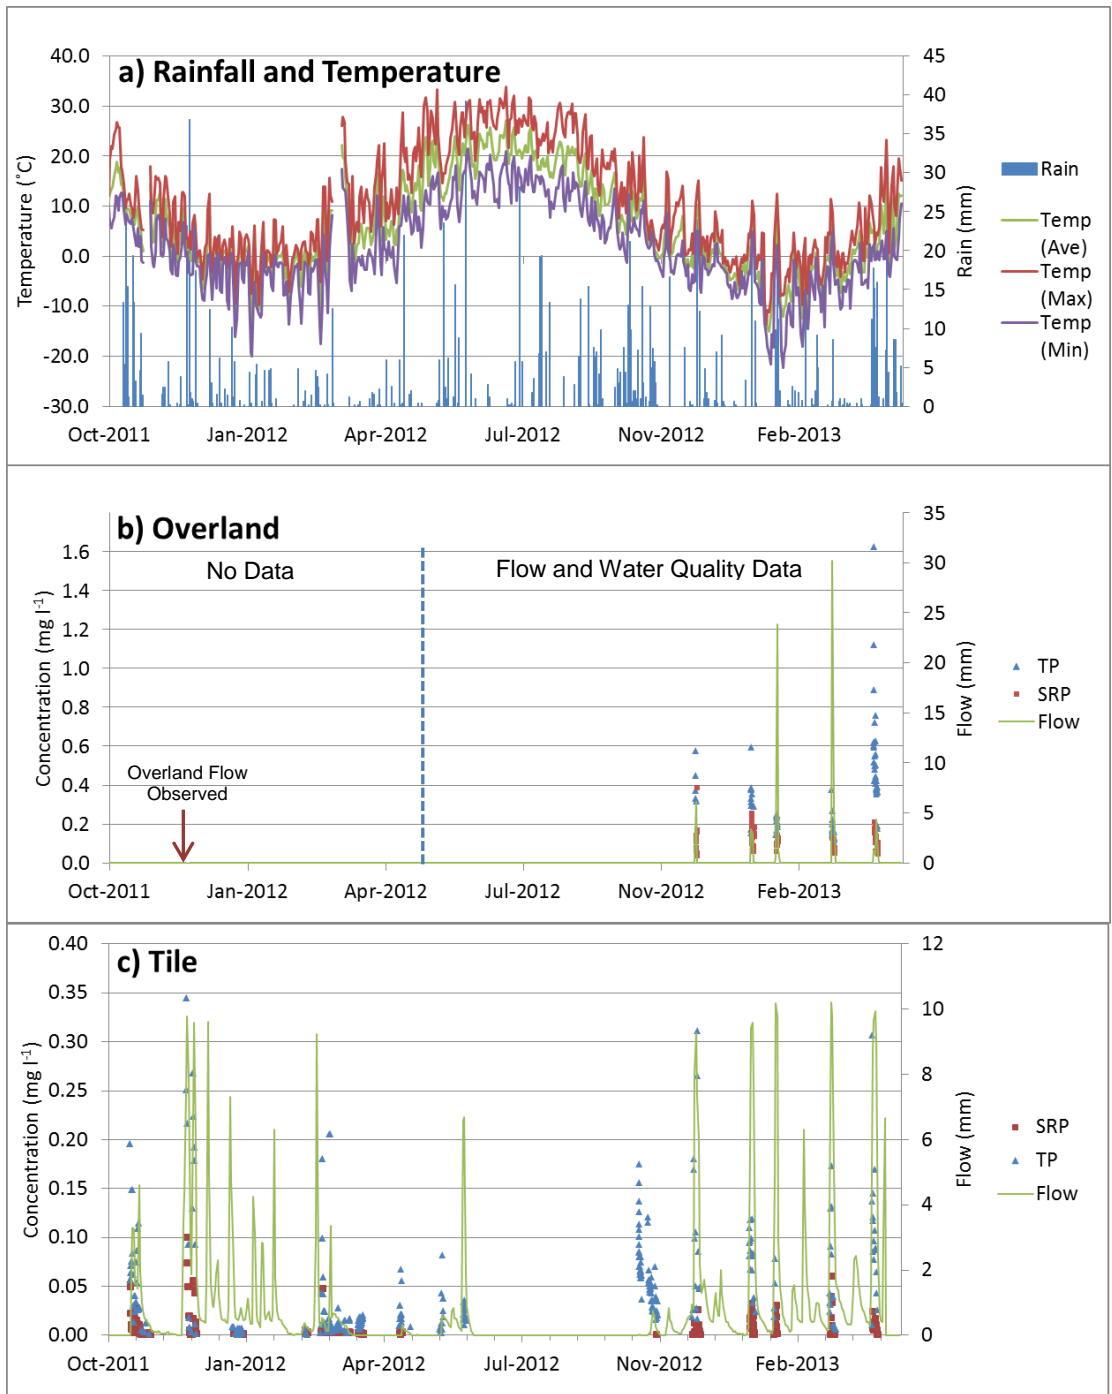 a) Rainfall and Temperature
40.0
30.0
20.0
10.0
0.0
-10.0
-20.0
-30.0
Temperature (˚C)
45
40
35
30
25
20
15
10
5
0
Rain (mm)
Oct-2011 Jan-2012 Apr-2012 Jul-2012 Nov-2012 Feb-2013
Rain
Temp
(Ave)
Temp
(Max)
Temp
(Min)
b) Overland
No Data
Flow and Water Quality Data
Overland Flow
Observed
1.6
1.4
1.2
1.0
0.8
0.6
0.4
0.2
0.0
Concentration (mg l-1)
35
30
25
20
15
10
5
0
Flow (mm)
Oct-2011 Jan-2012 Apr-2012 Jul-2012 Nov-2012 Feb-2013
TP
SRP
Flow
c) Tile
0.40
0.35
0.30
0.25
0.20
0.15
0.10
0.05
0.00
Concentration (mg l-1)
12
10
8
6
4
2
0
Flow (mm)
Oct-2011 Jan-2012 Apr-2012 Jul-2012 Nov-2012 Feb-2013
SRP
TP
Flow